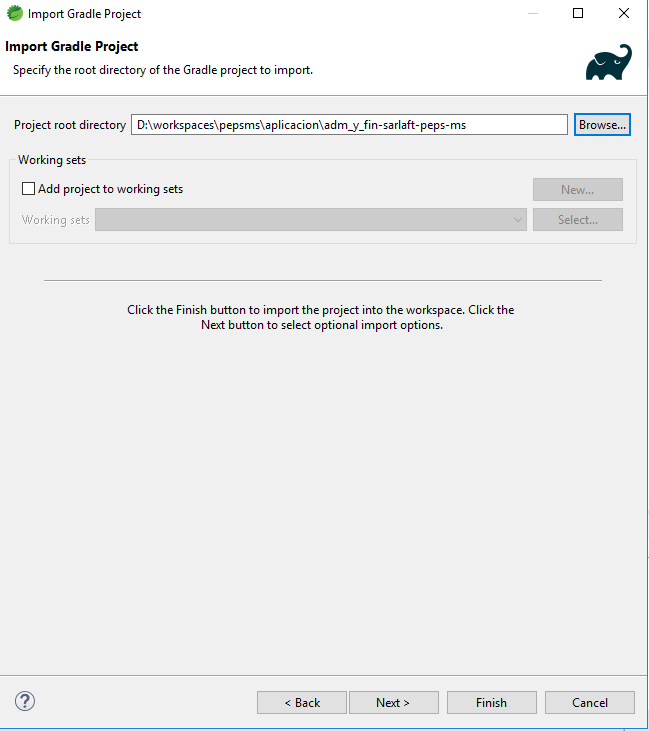 Import Gradle Project
Import Gradle Project
Specify the root directory of the Gradle project to import.
Project root directory D:\workspaces\pepsms\aplicacion\adm_y_fin-sarlaft-peps-ms Browse...
Working sets
Add project to working sets New...
Working sets Select...
Click the Finish button to import the project into the workspace. Click the
Next button to select optional import options.
? < Back Next > Finish Cancel